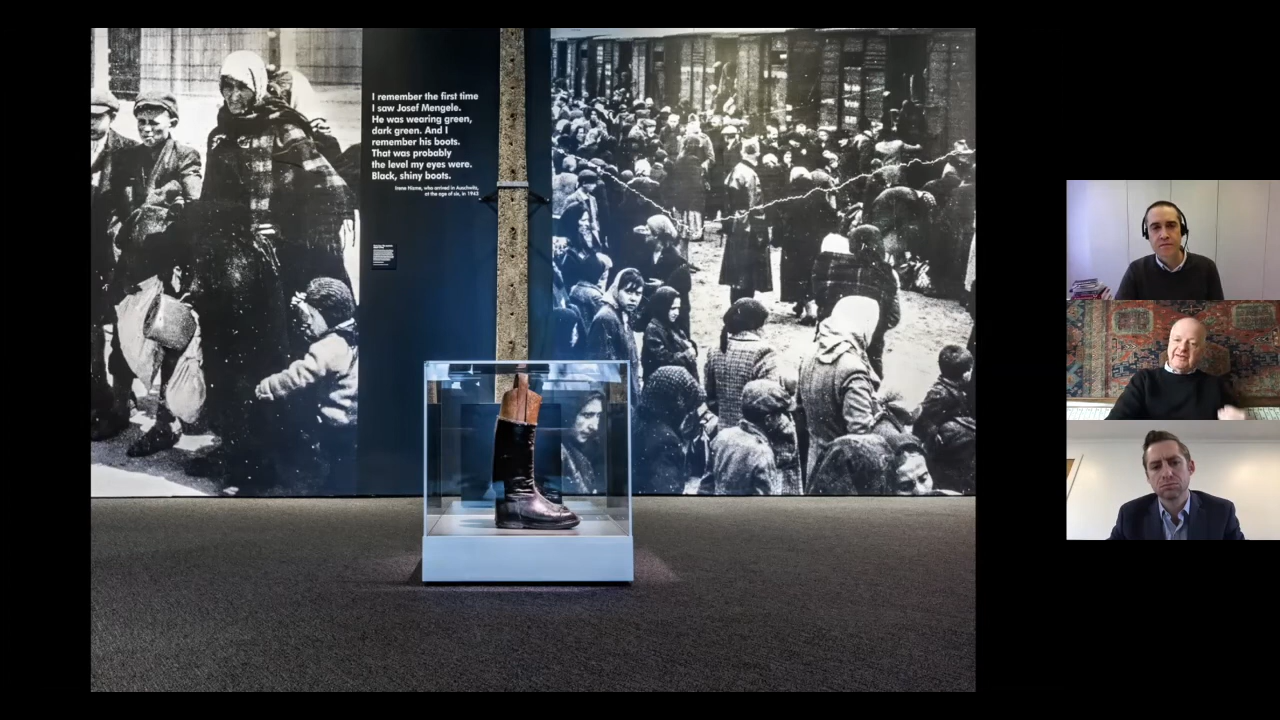 I remember the first time
I saw Josef Mengele.
He was wearing green,
dark green. And I
remember his boots.
That was probably
the level my eyes were.
Black, shiny boots.
Irene Hizme, who arrived in Auschwitz,
at the age of six, in 1943